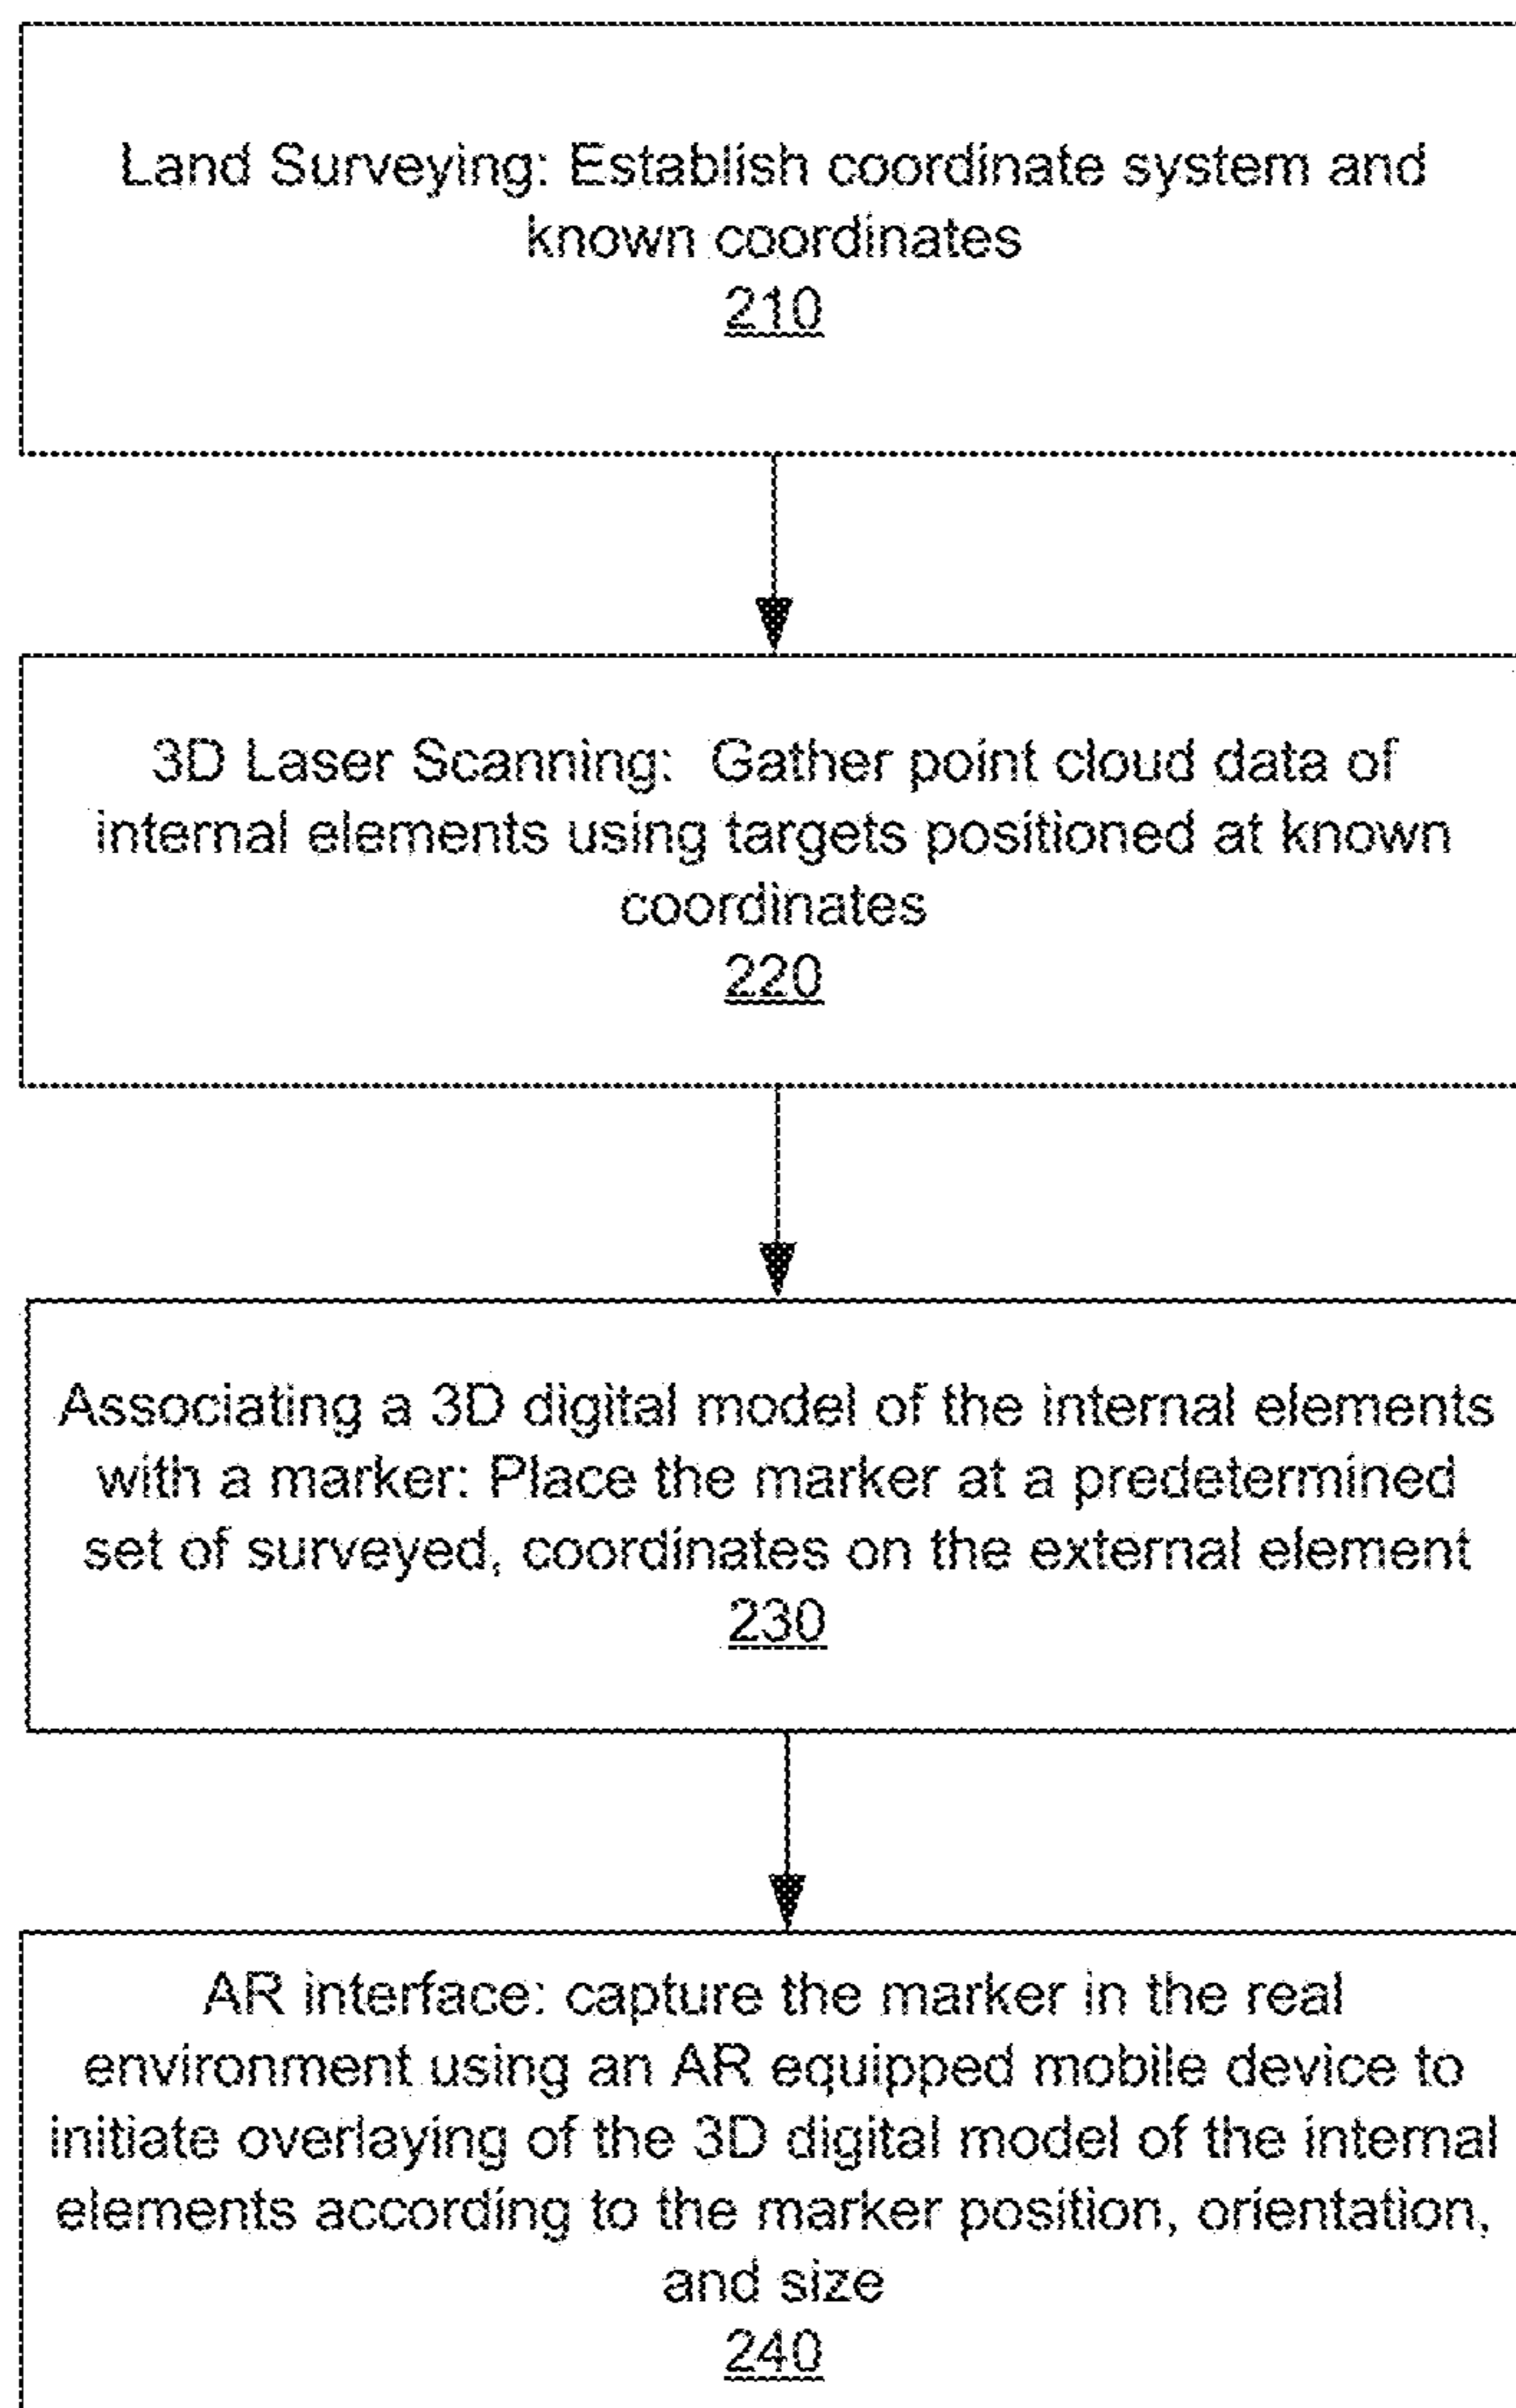 Land Surveying: Establish coordinate system and
known coordinates
210
3D Laser Scanning: Gather point cloud data of
internal elements using targets positioned at known
coordinates
220
Associating a 3D digital model of the internal elements
with a marker: Place the marker at a predetermined
set of surveyed, coordinates on the external element
230
AR interface: capture the marker in the real
environment using an AR equipped mobile device to
initiate overlaying of the 3D digital model of the internal
elements according to the marker position, orientation,
and size
240